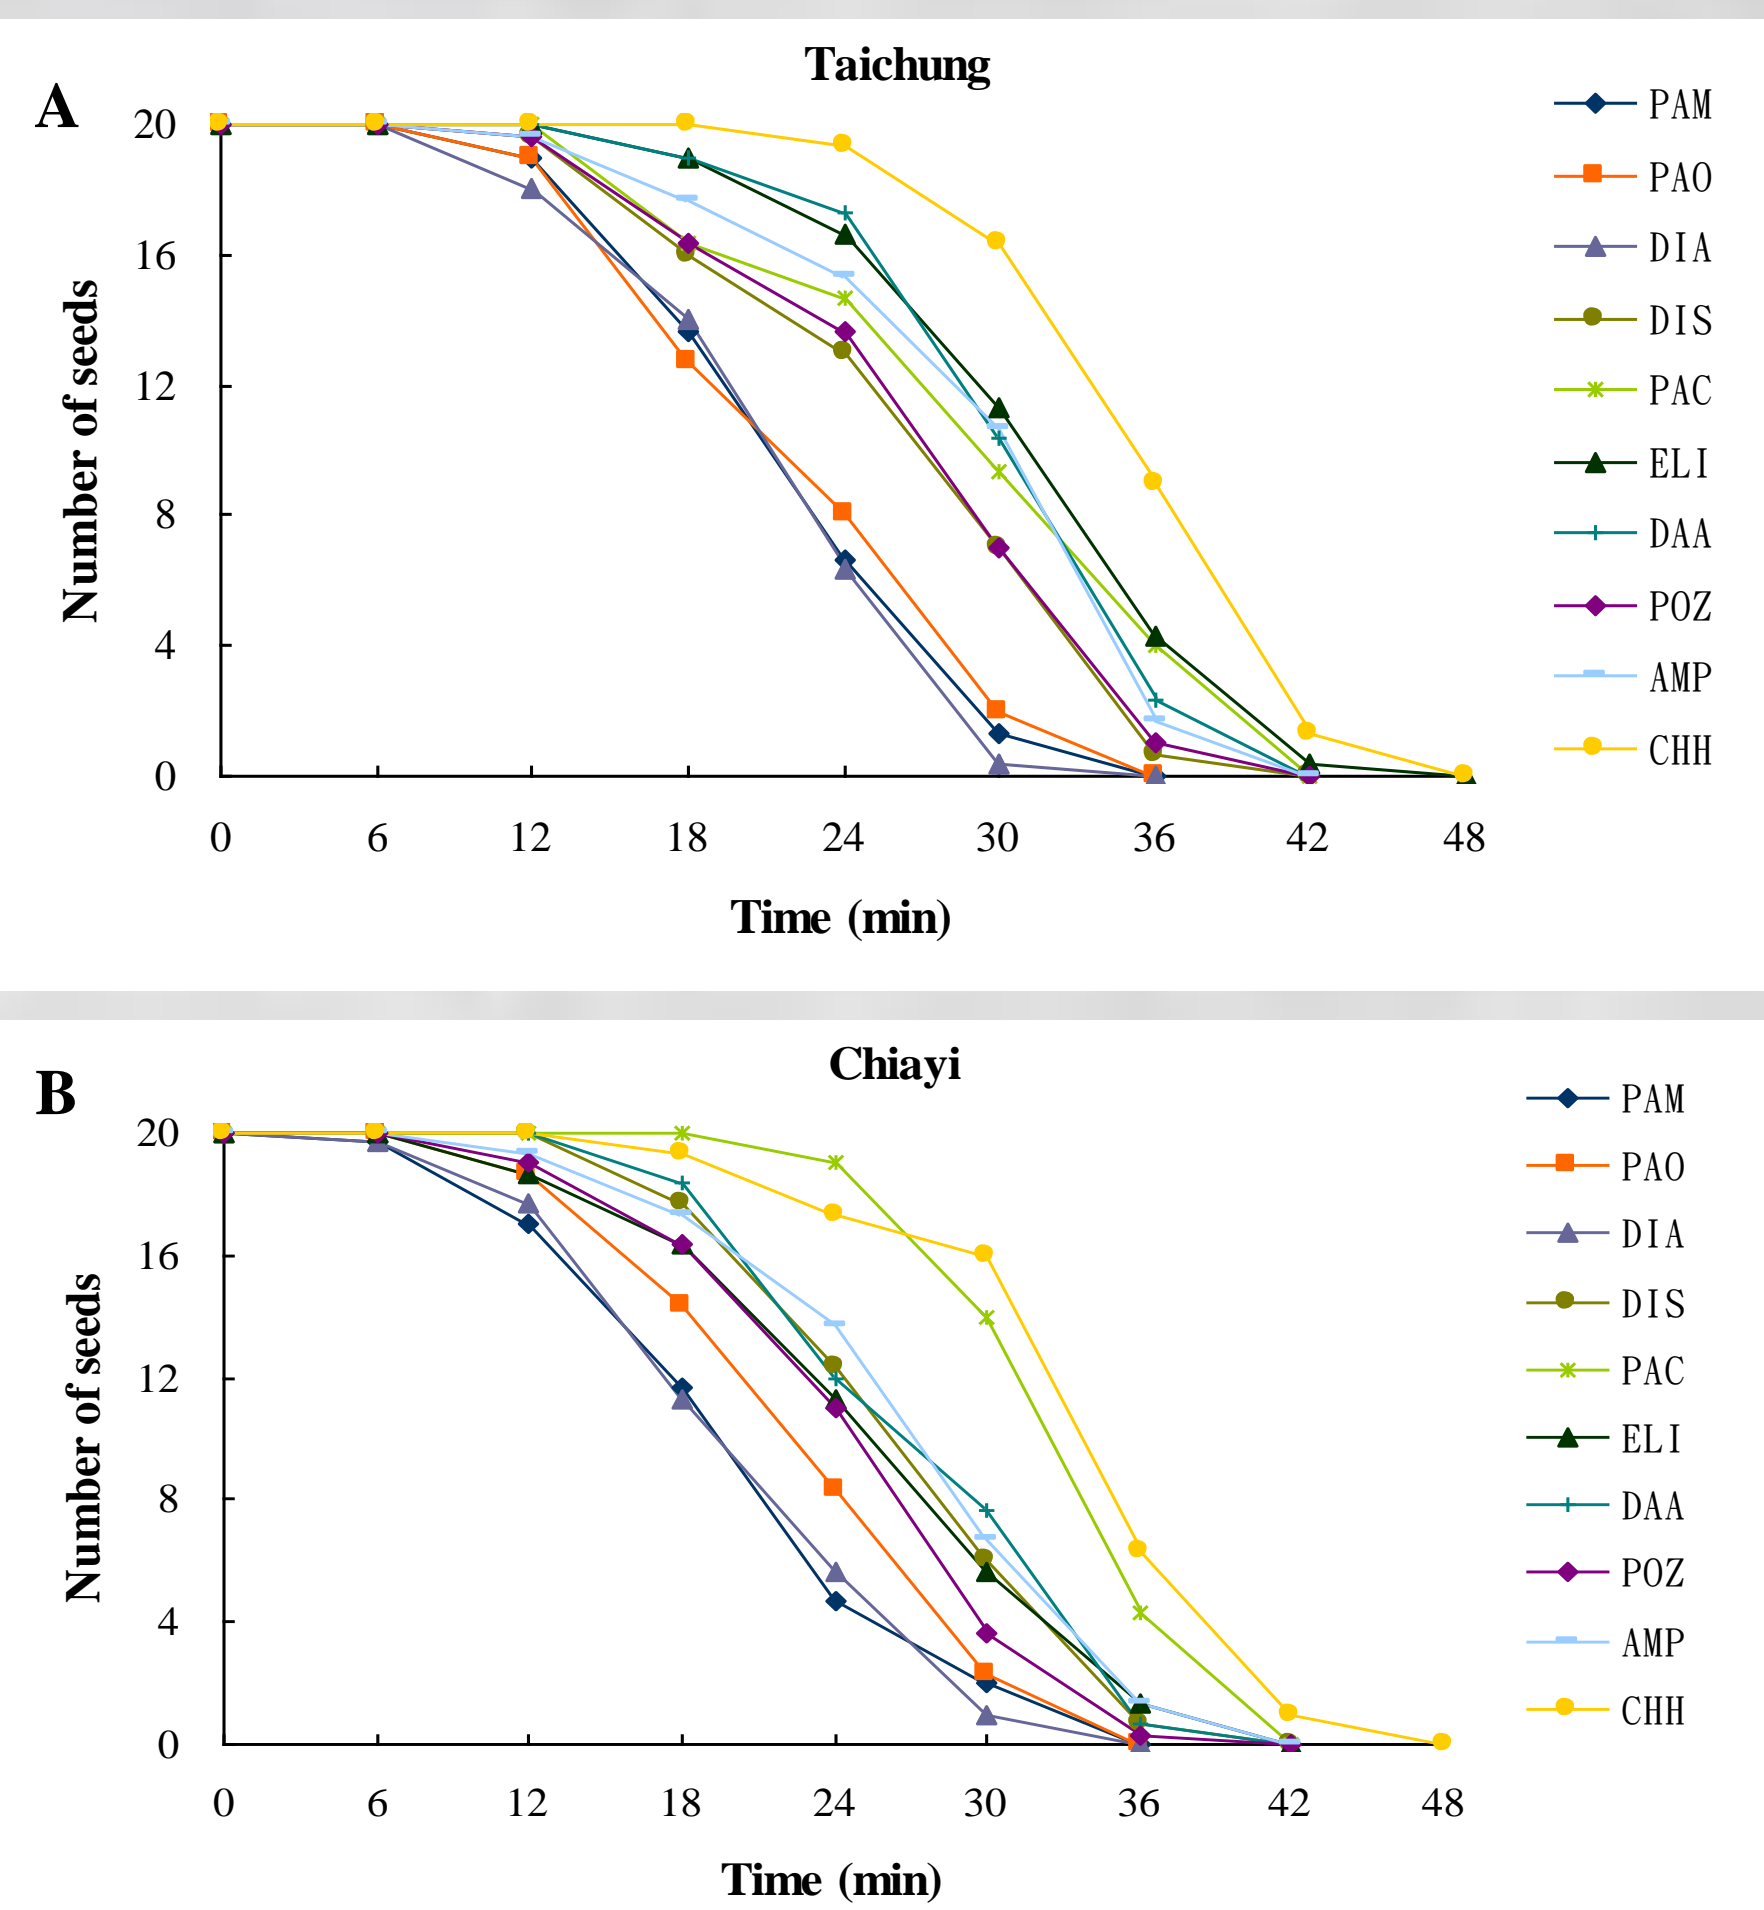 Taichung
A
Number of seeds
20
16
12
8
4
0
0 6 12 18 24 30 36 42 48
Time (min)
PAM
PAO
DIA
DIS
PAC
ELI
DAA
POZ
AMP
CHH
Chiayi
B
Number of seeds
20
16
12
8
4
0
0 6 12 18 24 30 36 42 48
Time (min)
PAM
PAO
DIA
DIS
PAC
ELI
DAA
POZ
AMP
CHH